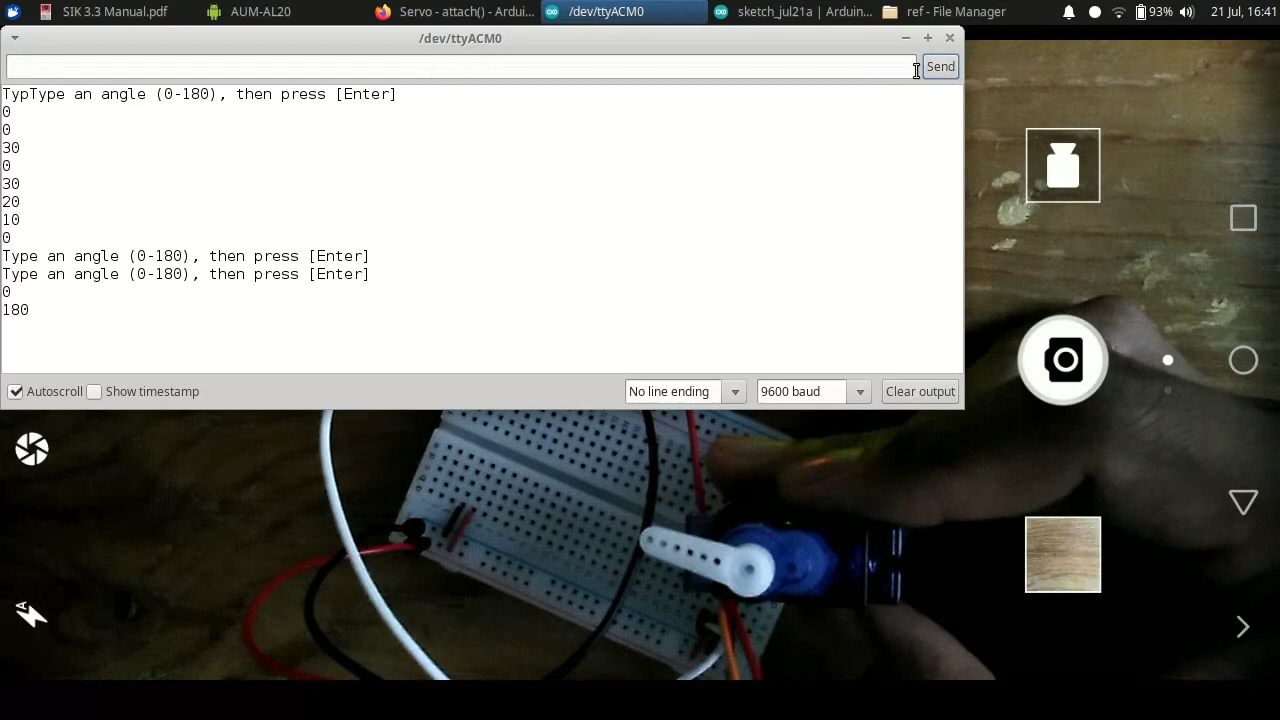 SIK 3.3 Manual.pdf
AUM-AL20
Servo - attach() - Ardui...
/dev/ttyACM0
sketch_jul21a | Arduin...
ref - File Manager
93%
21 Jul, 16:41
/dev/ttyACM0
Send
TypType an angle (0-180), then press [Enter]
0
0
30
0
30
20
10
0
Type an angle (0-180), then press [Enter]
Type an angle (0-180), then press [Enter]
0
180
Autoscroll
Show timestamp
No line ending
9600 baud
Clear output
A